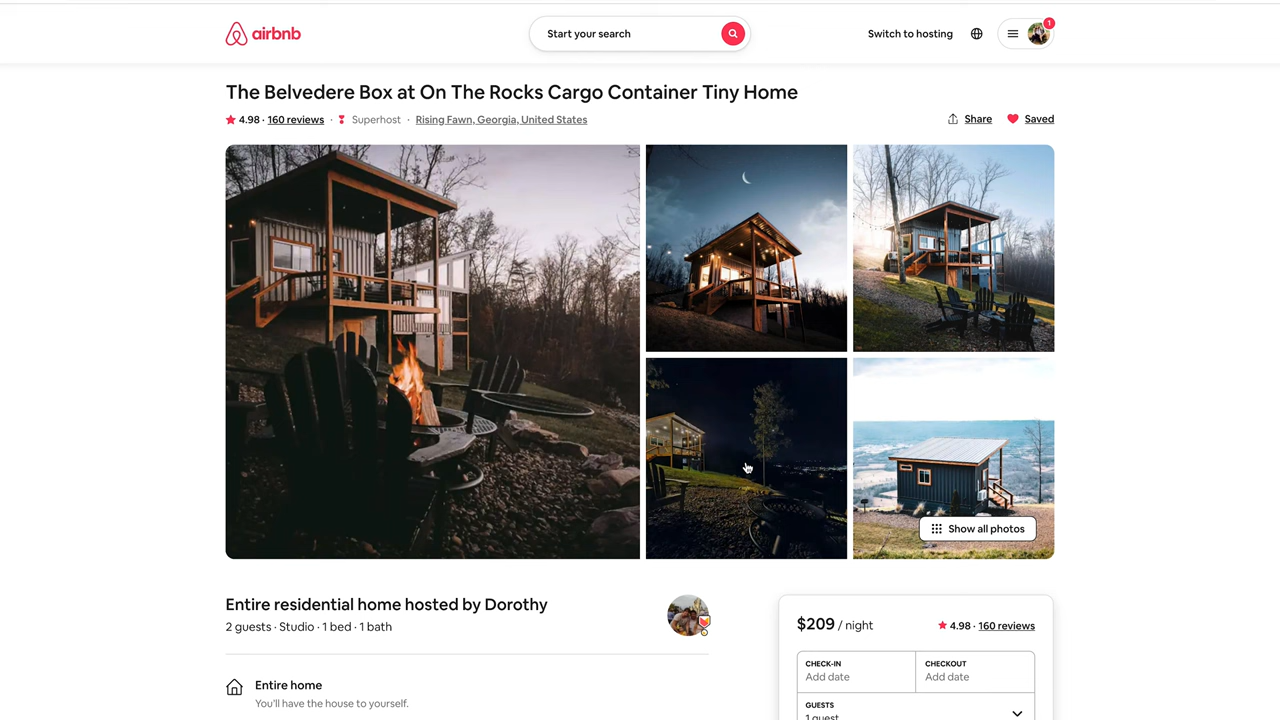 airbnb
Start your search
Switch to hosting
1
The Belvedere Box at On The Rocks Cargo Container Tiny Home
4.98 · 160 reviews · Superhost · Rising Fawn, Georgia, United States
Share
Saved
Show all photos
Entire residential home hosted by Dorothy
2 guests · Studio · 1 bed · 1 bath
Entire home
You'll have the house to yourself.
$209 / night
4.98 · 160 reviews
CHECK-IN
Add date
CHECKOUT
Add date
GUESTS
1 guest